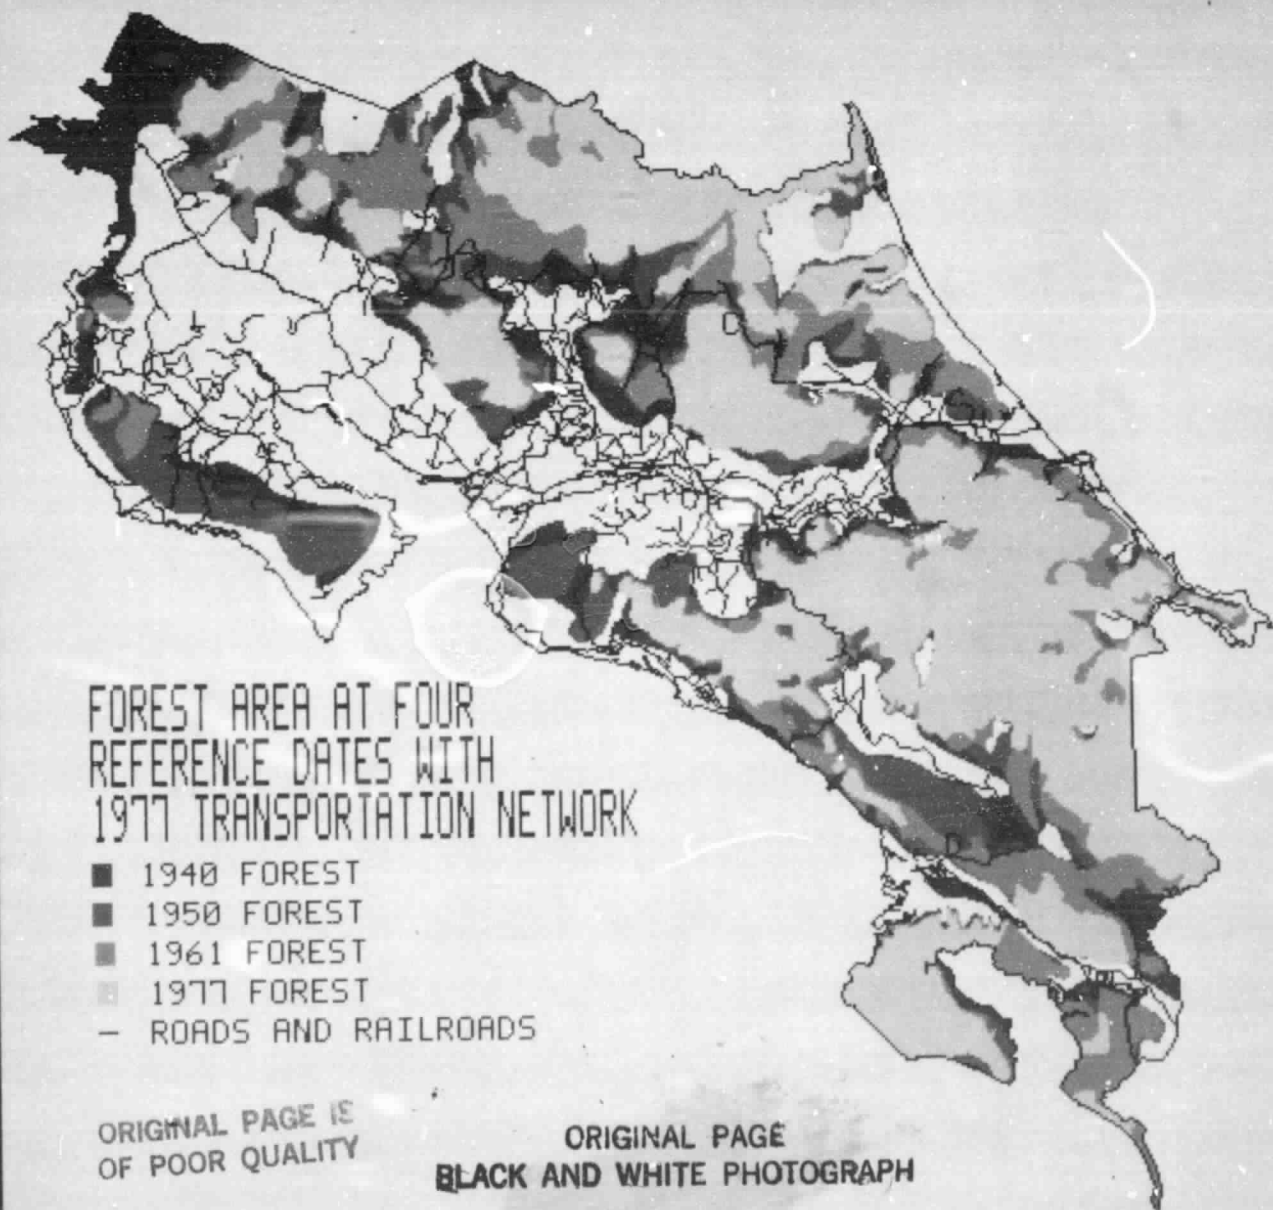 FOREST AREA AT FOUR
REFERENCE DATES WITH
1977 TRANSPORTATION NETWORK
1940 FOREST
1950 FOREST
1961 FOREST
1977 FOREST
— ROADS AND RAILROADS
ORIGINAL PAGE IS
OF POOR QUALITY
ORIGINAL PAGE
BLACK AND WHITE PHOTOGRAPH